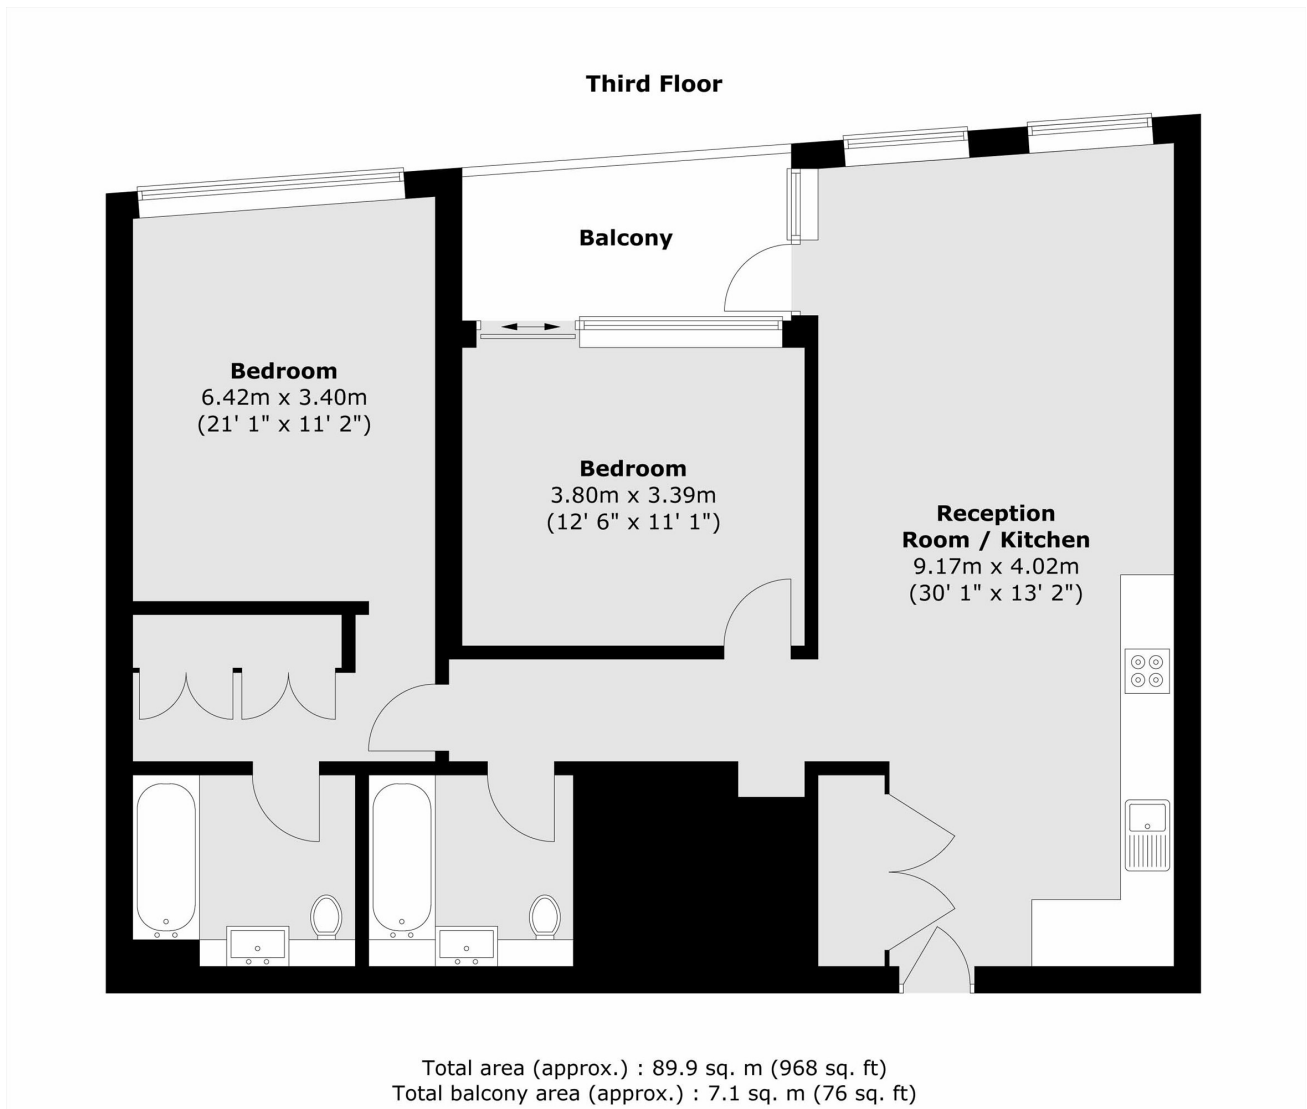 Third Floor
Balcony
Bedroom
6.42m x 3.40m
(21' 1" x 11' 2")
Bedroom
3.80m x 3.39m
(12' 6" x 11' 1")
Reception
Room / Kitchen
9.17m x 4.02m
(30' 1" x 13' 2")
Total area (approx.) : 89.9 sq. m (968 sq. ft)
Total balcony area (approx.) : 7.1 sq. m (76 sq. ft)